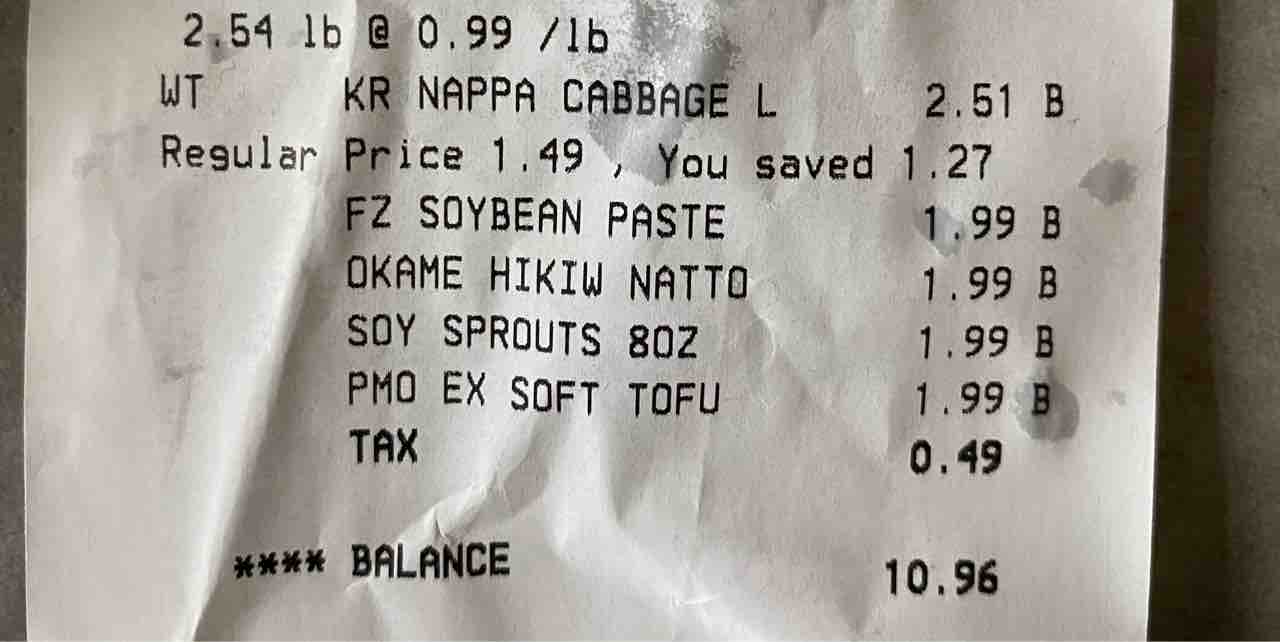 2.54 lb @ 0.99 /lb
WT KR NAPPA CABBAGE L 2.51 B
Regular Price 1.49 , You saved 1.27
FZ SOYBEAN PASTE 1.99 B
OKAME HIKIW NATTO 1.99 B
SOY SPROUTS 8OZ 1.99 B
PMO EX SOFT TOFU 1.99 B
TAX 0.49
**** BALANCE 10.96